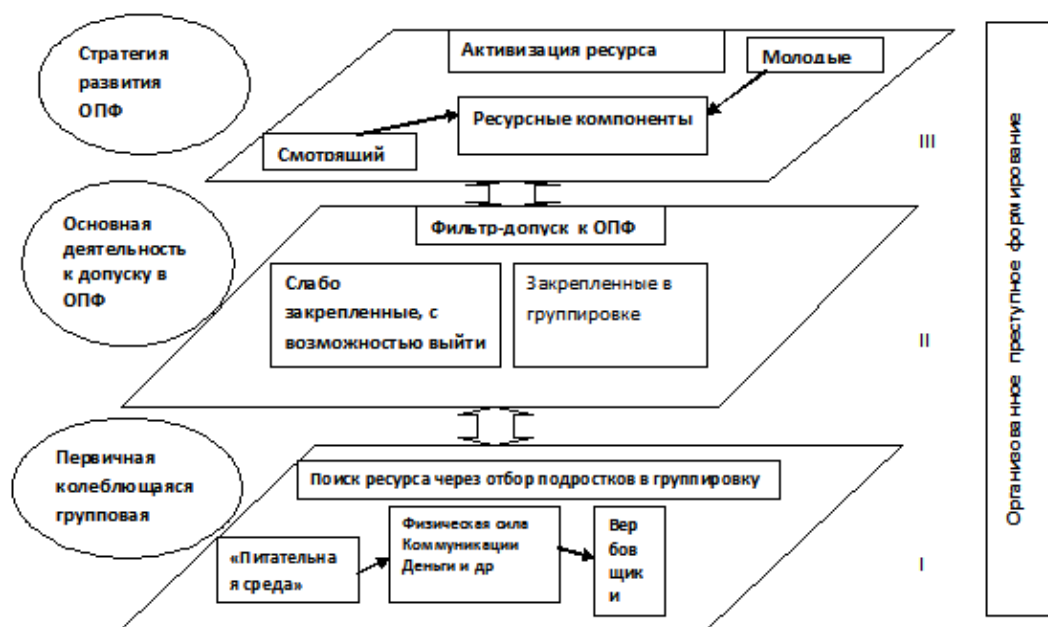 Стратегия
развития
ОПФ
Активизация ресурса
Молодые
Ресурсные компоненты
Смотрящий
III
Основная
деятельность
к допуску в
ОПФ
Фильтр-допуск к ОПФ
Слабо
закрепленные, с
возможностью выйти
Закрепленные в
группировке
II
Первичная
колеблющаяся
групповая
Поиск ресурса через отбор подростков в группировку
«Питательна
я среда»
Физическая сила
Коммуникации
Деньги и др
Вер
бов
щик
и
I
Организованное преступное формирование